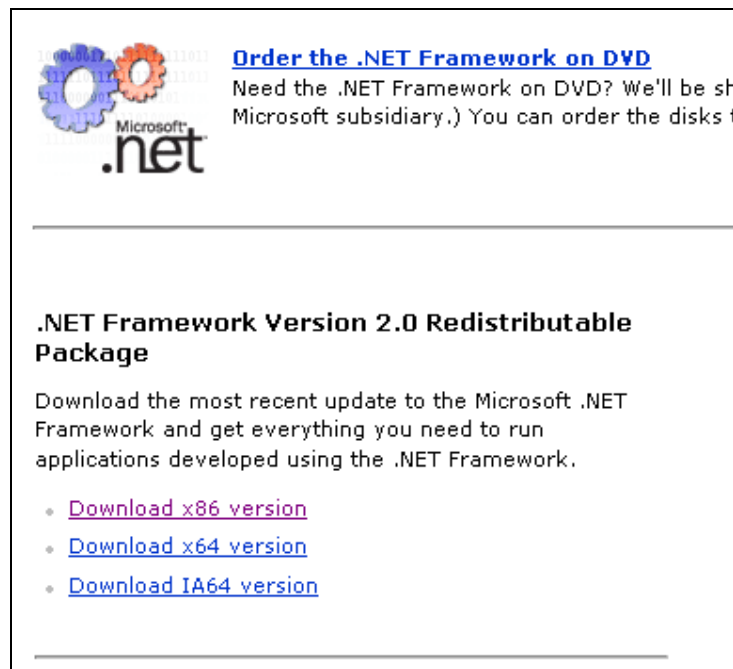 Order the .NET Framework on DVD
Need the .NET Framework on DVD? We'll be sh
Microsoft subsidiary.) You can order the disks t
Microsoft
.net
.NET Framework Version 2.0 Redistributable
Package
Download the most recent update to the Microsoft .NET
Framework and get everything you need to run
applications developed using the .NET Framework.
Download x86 version
Download x64 version
Download IA64 version